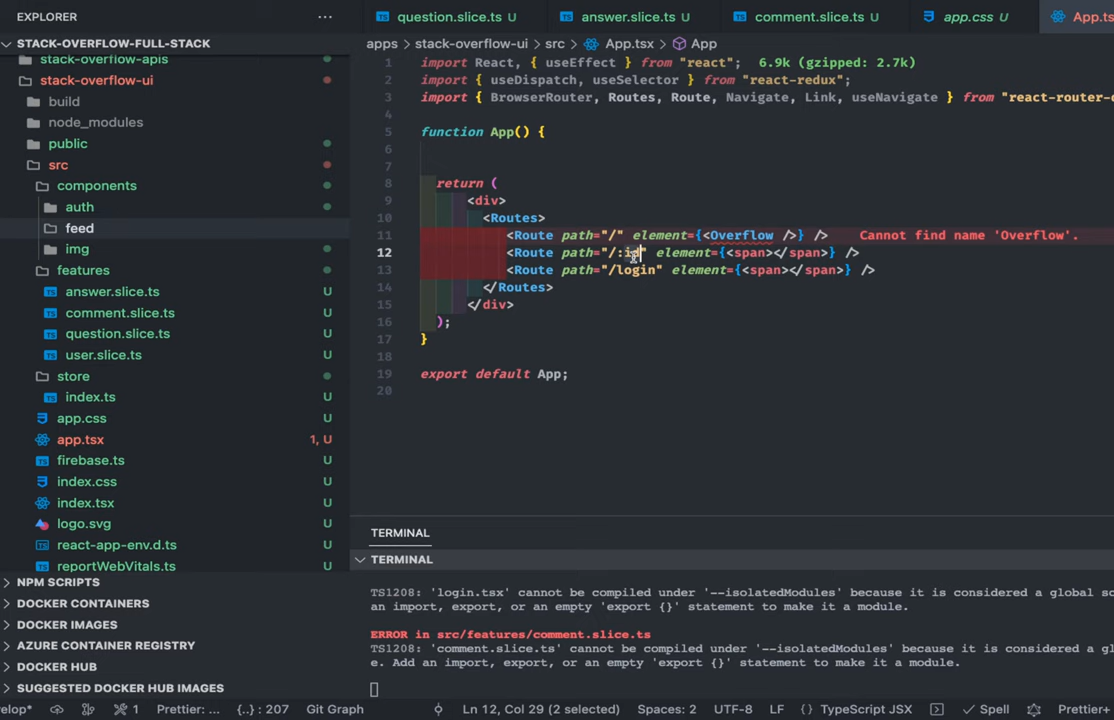 EXPLORER
STACK-OVERFLOW-FULL-STACK
stack-overflow-apis
stack-overflow-ui
build
node_modules
public
src
components
auth
feed
img
features
answer.slice.ts U
comment.slice.ts U
question.slice.ts U
user.slice.ts U
store
index.ts U
app.css U
app.tsx 1, U
firebase.ts U
index.css U
index.tsx U
logo.svg U
react-app-env.d.ts U
reportWebVitals.ts U
NPM SCRIPTS
DOCKER CONTAINERS
DOCKER IMAGES
AZURE CONTAINER REGISTRY
DOCKER HUB
SUGGESTED DOCKER HUB IMAGES
question.slice.ts U answer.slice.ts U comment.slice.ts U app.css U App.ts
apps > stack-overflow-ui > src > App.tsx > App
1 import React, { useEffect } from "react"; 6.9k (gzipped: 2.7k)
2 import { useDispatch, useSelector } from "react-redux";
3 import { BrowserRouter, Routes, Route, Navigate, Link, useNavigate } from "react-router-d
4
5 function App() {
6
7
8 return (
9 <div>
10 <Routes>
11 <Route path="/" element={<Overflow />} /> Cannot find name 'Overflow'.
12 <Route path="/:id" element={<span></span>} />
13 <Route path="/login" element={<span></span>} />
14 </Routes>
15 </div>
16 );
17 }
18
19 export default App;
20
TERMINAL
TERMINAL
TS1208: 'login.tsx' cannot be compiled under '--isolatedModules' because it is considered a global sc
an import, export, or an empty 'export {}' statement to make it a module.
ERROR in src/features/comment.slice.ts
TS1208: 'comment.slice.ts' cannot be compiled under '--isolatedModules' because it is considered a gl
e. Add an import, export, or an empty 'export {}' statement to make it a module.
velop* 1 Prettier: ... {..} : 207 Git Graph Ln 12, Col 29 (2 selected) Spaces: 2 UTF-8 LF TypeScript JSX Spell Prettier+